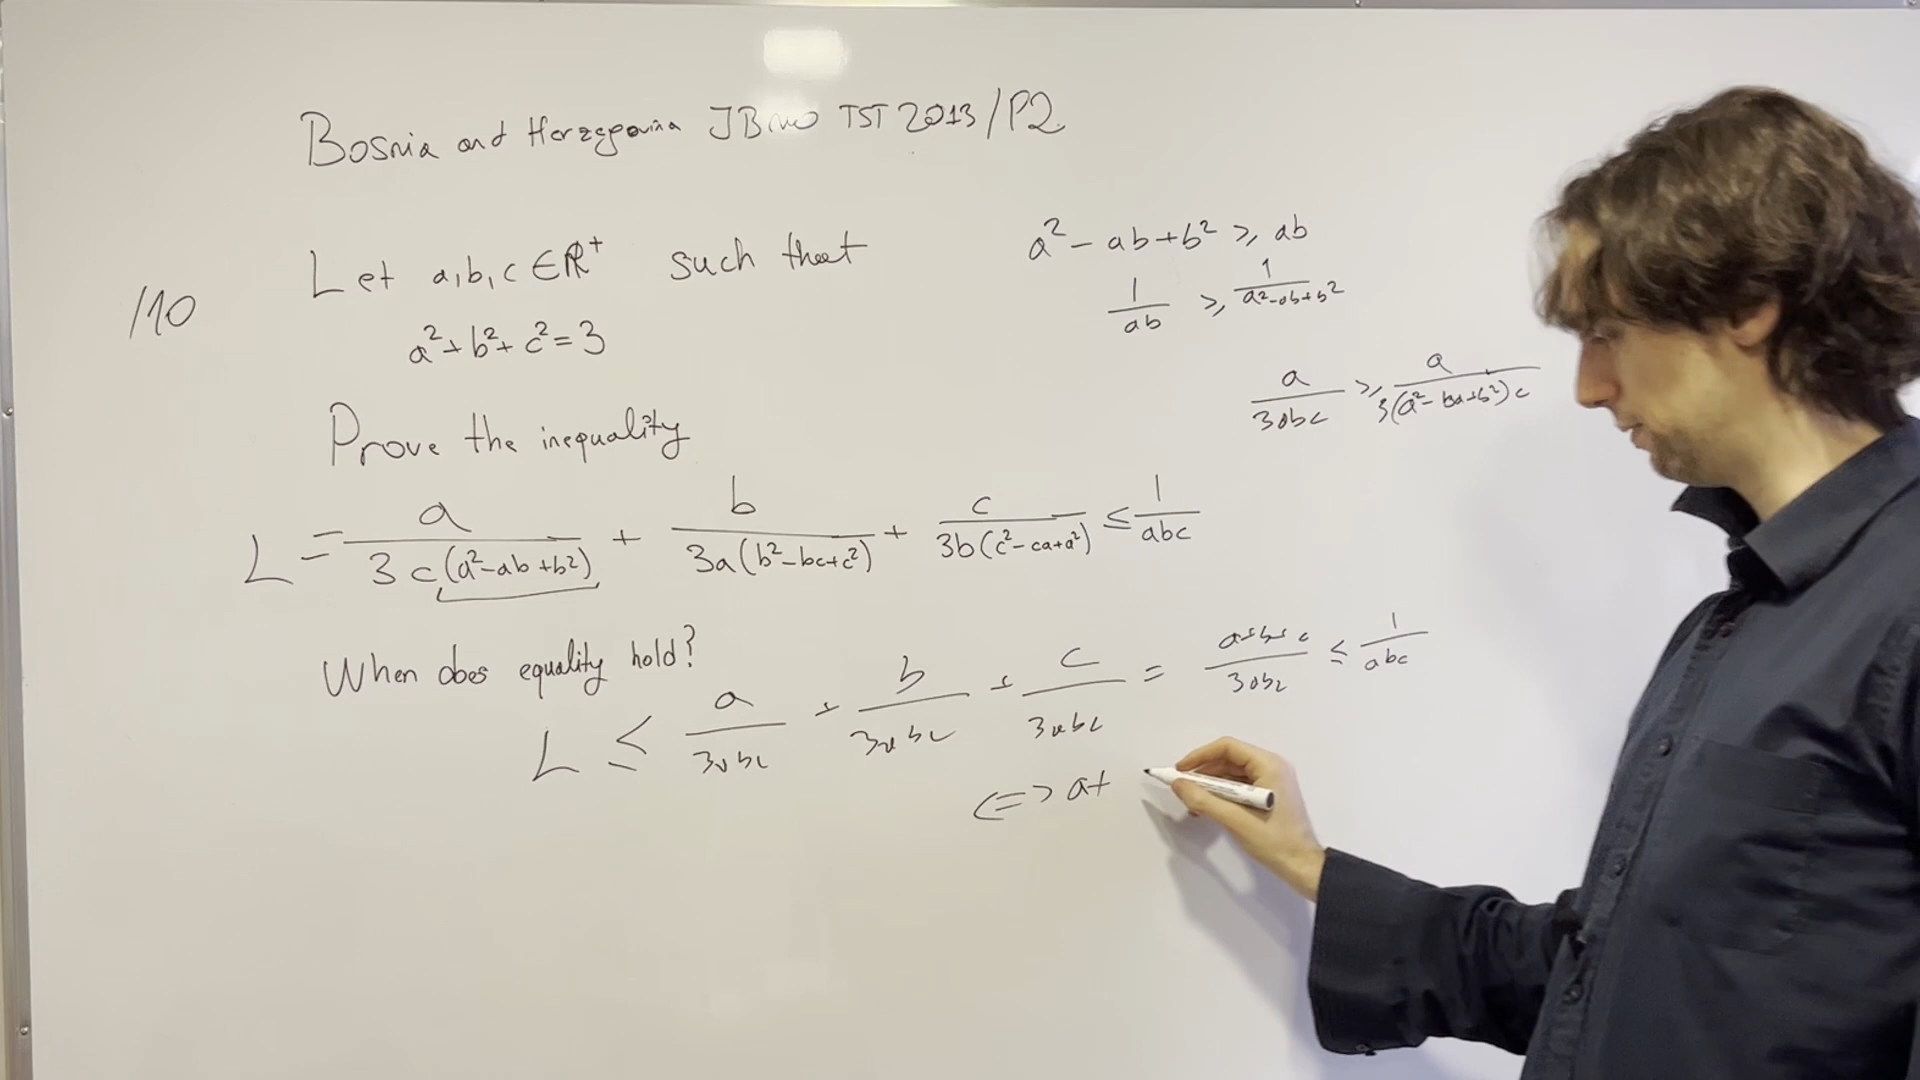 Bosnia and Herzegovina JBMO TST 2013/P2
Let a,b,c ∈ ℝ⁺ such that
/10
a² + b² + c² = 3
Prove the inequality
L = a/(3c(a²-ab+b²)) + b/(3a(b²-bc+c²)) + c/(3b(c²-ca+a²)) ≤ 1/(abc)
When does equality hold?
L ≤ a/(3abc) + b/(3abc) + c/(3abc) = (a+b+c)/(3abc) ≤ 1/(abc)
<=> a+
a² - ab + b² ≥ ab
1/(ab) ≥ 1/(a²-ab+b²)
a/(3abc) ≥ a/(3(a²-ba+b²)c)